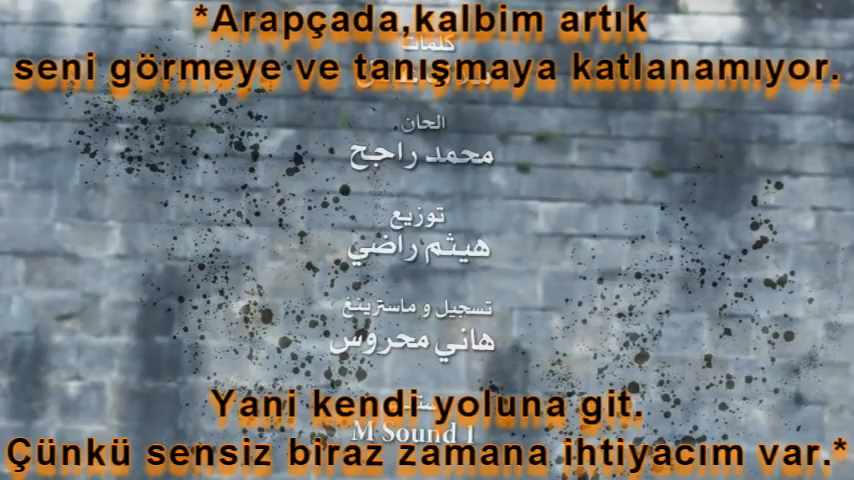 *Arapçada,kalbim artık
كلمات
seni görmeye ve tanışmaya katlanamıyor.
الحان
محمد راجح
توزيع
هيثم راضي
تسجيل و ماسترينغ
هاني محروس
Yani kendi yoluna git.
M Sound 1
Çünkü sensiz biraz zamana ihtiyacım var.*